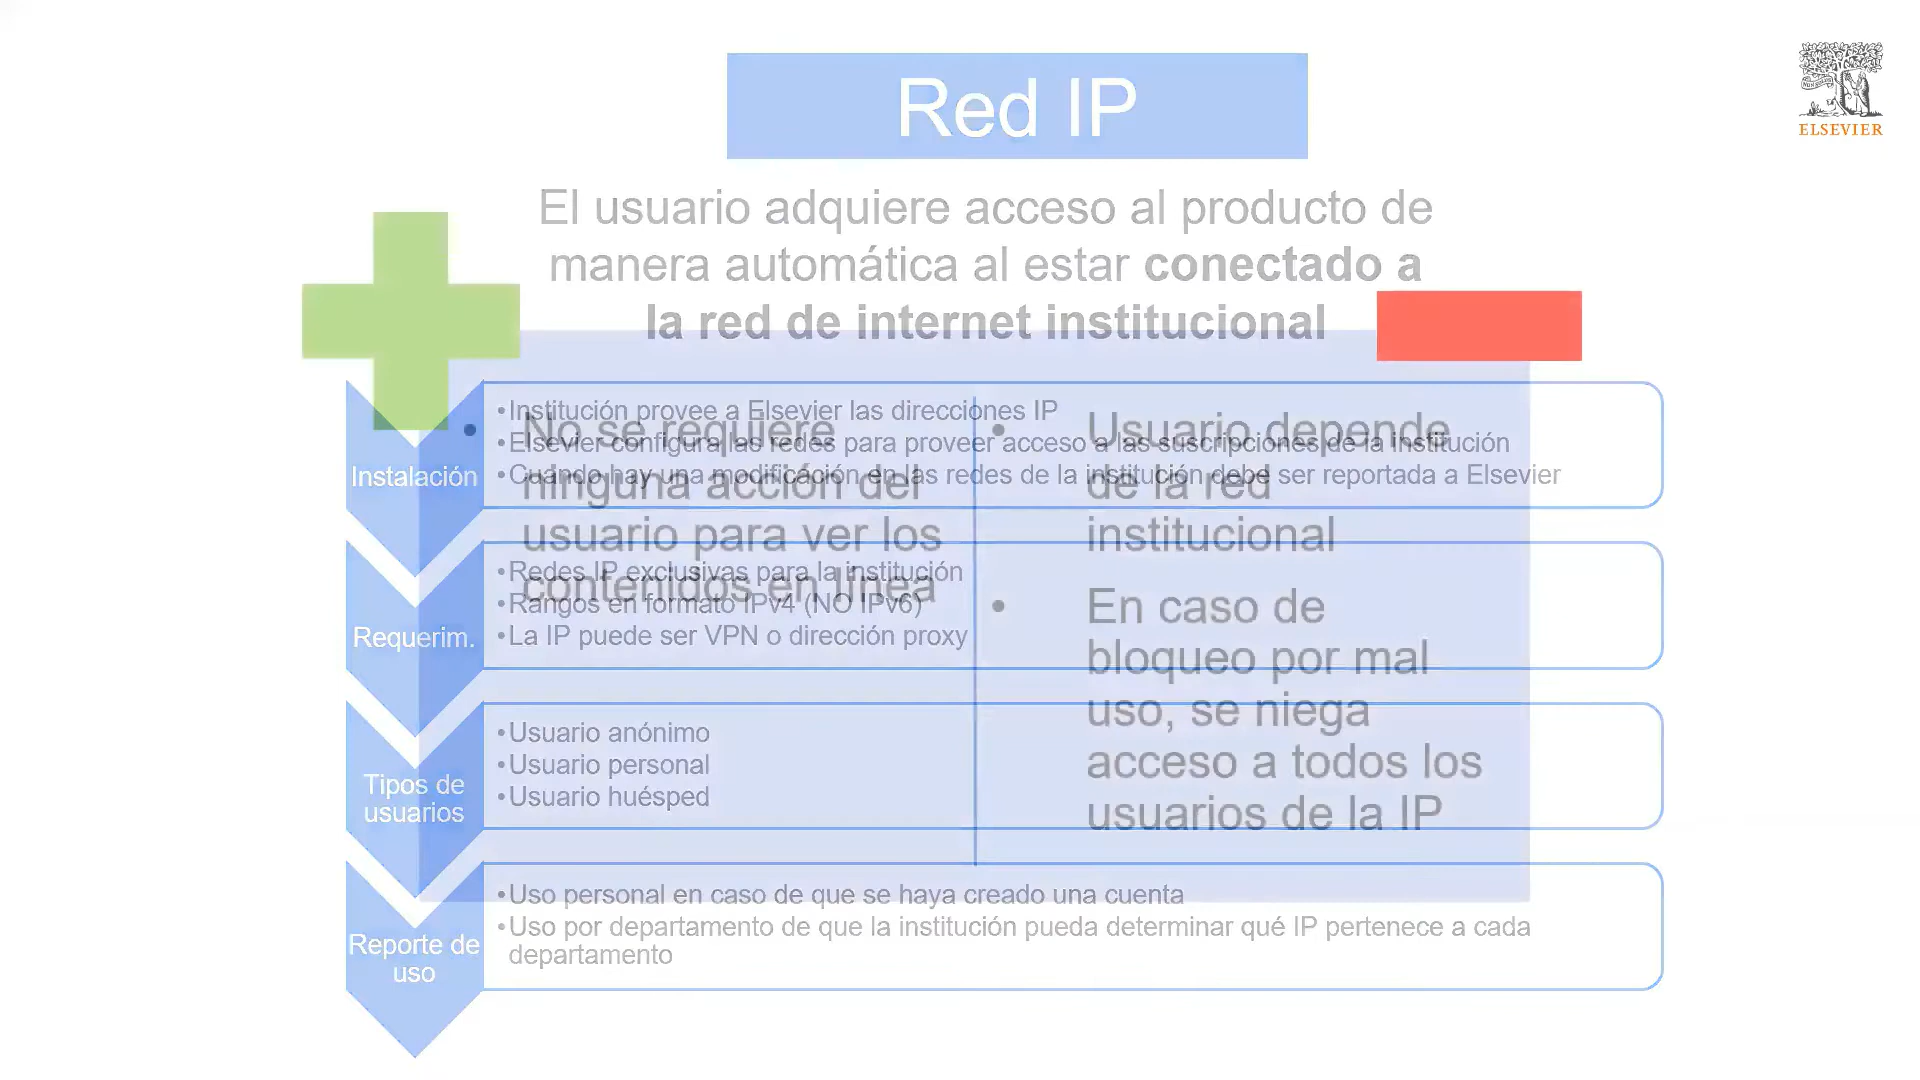 Red IP
ELSEVIER
El usuario adquiere acceso al producto de
manera automática al estar conectado a
la red de internet institucional
Instalación
•Institución provee a Elsevier las direcciones IP
•Elsevier configura las redes para proveer acceso a las suscripciones de la institución
•Cuándo hay una modificáción en las redes de la institución debe ser reportada a Elsevier
Requerim.
•Redes IP exclusivas para la institución
•Rangos en formato IPv4 (NO IPv6)
•La IP puede ser VPN o dirección proxy
Tipos de
usuarios
•Usuario anónimo
•Usuario personal
•Usuario huésped
Reporte de
uso
•Uso personal en caso de que se haya creado una cuenta
•Uso por departamento de que la institución pueda determinar qué IP pertenece a cada
departamento
• No se requiere
ninguna acción del
usuario para ver los
contenidos en línea
• Usuario depende
de la red
institucional
• En caso de
bloqueo por mal
uso, se niega
acceso a todos los
usuarios de la IP